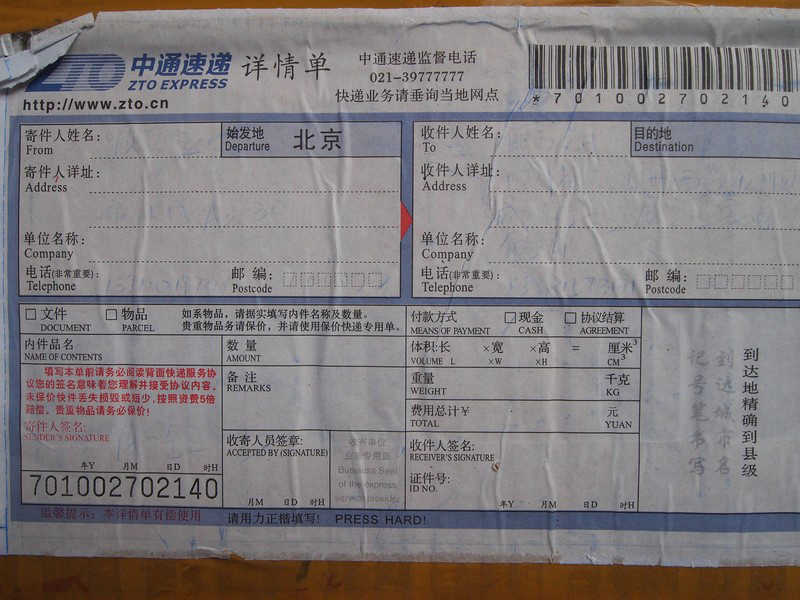 ZTO 中通速递 详情单
ZTO EXPRESS
http://www.zto.cn
中通速递监督电话
021-39777777
快递业务请垂询当地网点
*701002702140
寄件人姓名:
From
始发地
Departure
北京
寄件人详址:
Address
单位名称:
Company
电话(非常重要):
Telephone
邮 编:
Postcode
收件人姓名:
To
目的地
Destination
收件人详址:
Address
单位名称:
Company
电话(非常重要):
Telephone
邮 编:
Postcode
文件
DOCUMENT
物品
PARCEL
如系物品, 请据实填写内件名称及数量。
贵重物品务请保价, 并请使用保价快递专用单。
内件品名
NAME OF CONTENTS
数 量
AMOUNT
填写本单前请务必阅读背面快递服务协
议您的签名意味着您理解并接受协议内容。
未保价快件丢失损毁或短少, 按照资费5倍
赔偿。贵重物品请务必保价!
寄件人签名:
SENDER'S SIGNATURE
年Y 月M 日D 时H
701002702140
备 注
REMARKS
收寄人员签章:
ACCEPTED BY (SIGNATURE)
月M 日D 时H
Business Seal
of the express
service provider
付款方式
MEANS OF PAYMENT
现金
CASH
协议结算
AGREEMENT
体积:长 ×宽 ×高 = 厘米3
VOLUME L ×W ×H CM3
重量
WEIGHT
千克
KG
费用总计¥
TOTAL
元
YUAN
收件人签名:
RECEIVER'S SIGNATURE
证件号:
ID NO.
年Y 月M 日D 时H
到达地精确到县级
到达城市名
记号笔书写
温馨提示: 本详情单有偿使用
请用力正楷填写! PRESS HARD!